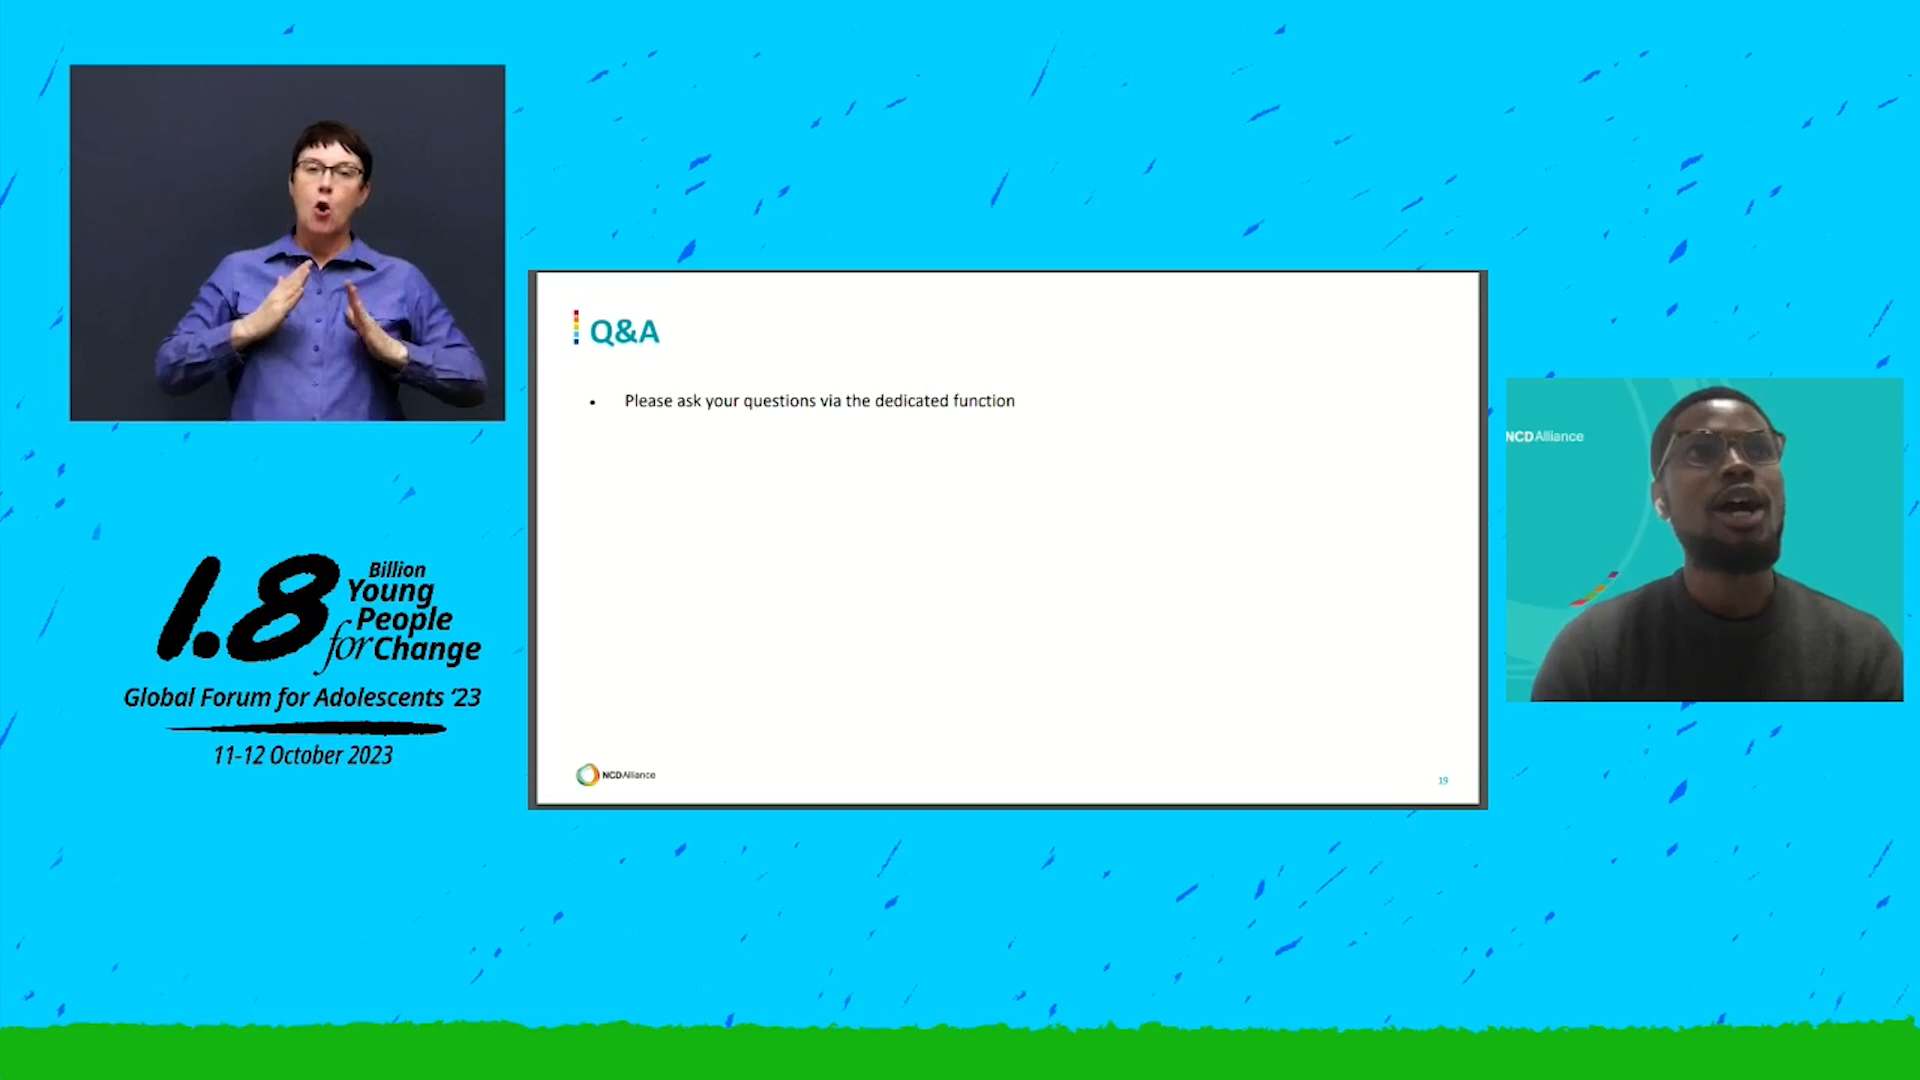 Q&A
• Please ask your questions via the dedicated function
NCDAlliance
1.8 Billion
Young
People
for Change
Global Forum for Adolescents ‘23
11-12 October 2023
NCDAlliance
19